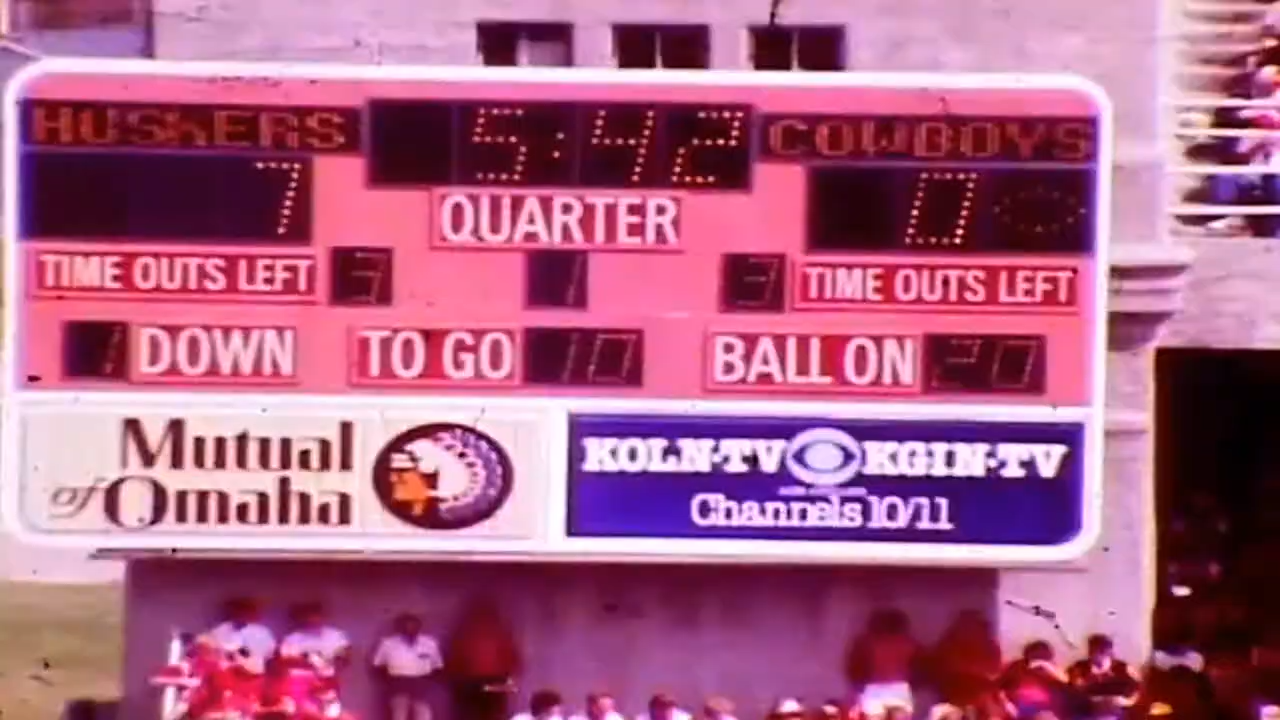 HUSKERS 5:42 COWBOYS
7 QUARTER 0
TIME OUTS LEFT 3 1 3 TIME OUTS LEFT
1 DOWN TO GO 10 BALL ON 20
Mutual
of Omaha
KOLN-TV KGIN-TV
Channels 10/11